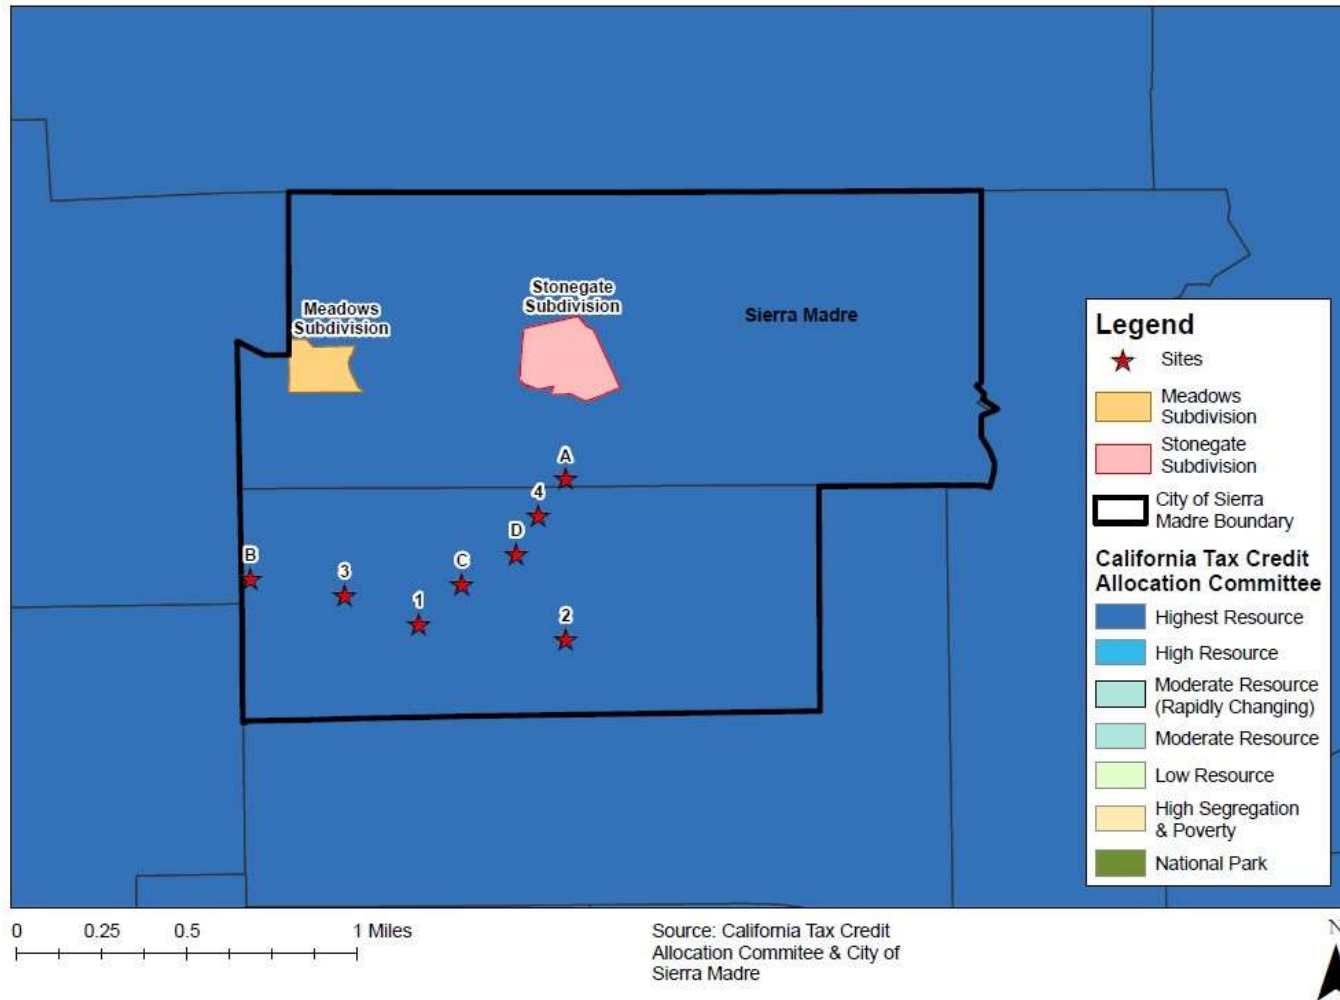 Meadows
Subdivision
Stonegate
Subdivision
Sierra Madre
A
4
D
B
C
3
1
2
Legend
Sites
Meadows
Subdivision
Stonegate
Subdivision
City of Sierra
Madre Boundary
California Tax Credit
Allocation Committee
Highest Resource
High Resource
Moderate Resource
(Rapidly Changing)
Moderate Resource
Low Resource
High Segregation
& Poverty
National Park
0 0.25 0.5 1 Miles
Source: California Tax Credit
Allocation Commitee & City of
Sierra Madre
N